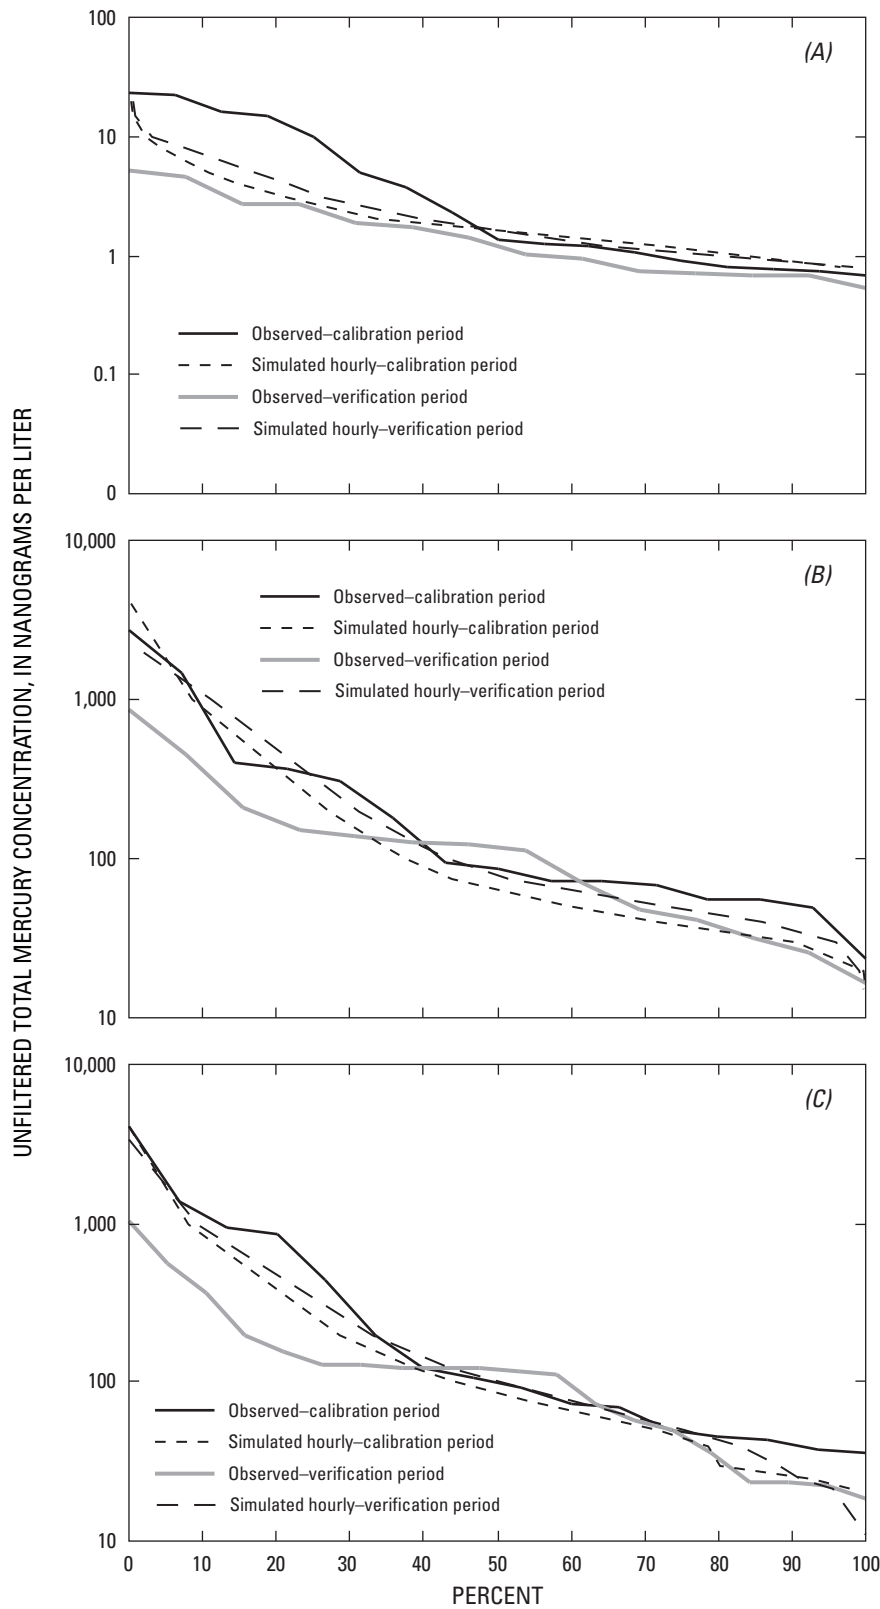 UNFILTERED TOTAL MERCURY CONCENTRATION, IN NANOGRAMS PER LITER
100
10
1
0.1
0
(A)
Observed–calibration period
Simulated hourly–calibration period
Observed–verification period
Simulated hourly–verification period
10,000
1,000
100
10
(B)
Observed–calibration period
Simulated hourly–calibration period
Observed–verification period
Simulated hourly–verification period
10,000
1,000
100
10
(C)
Observed–calibration period
Simulated hourly–calibration period
Observed–verification period
Simulated hourly–verification period
0 10 20 30 40 50 60 70 80 90 100
PERCENT